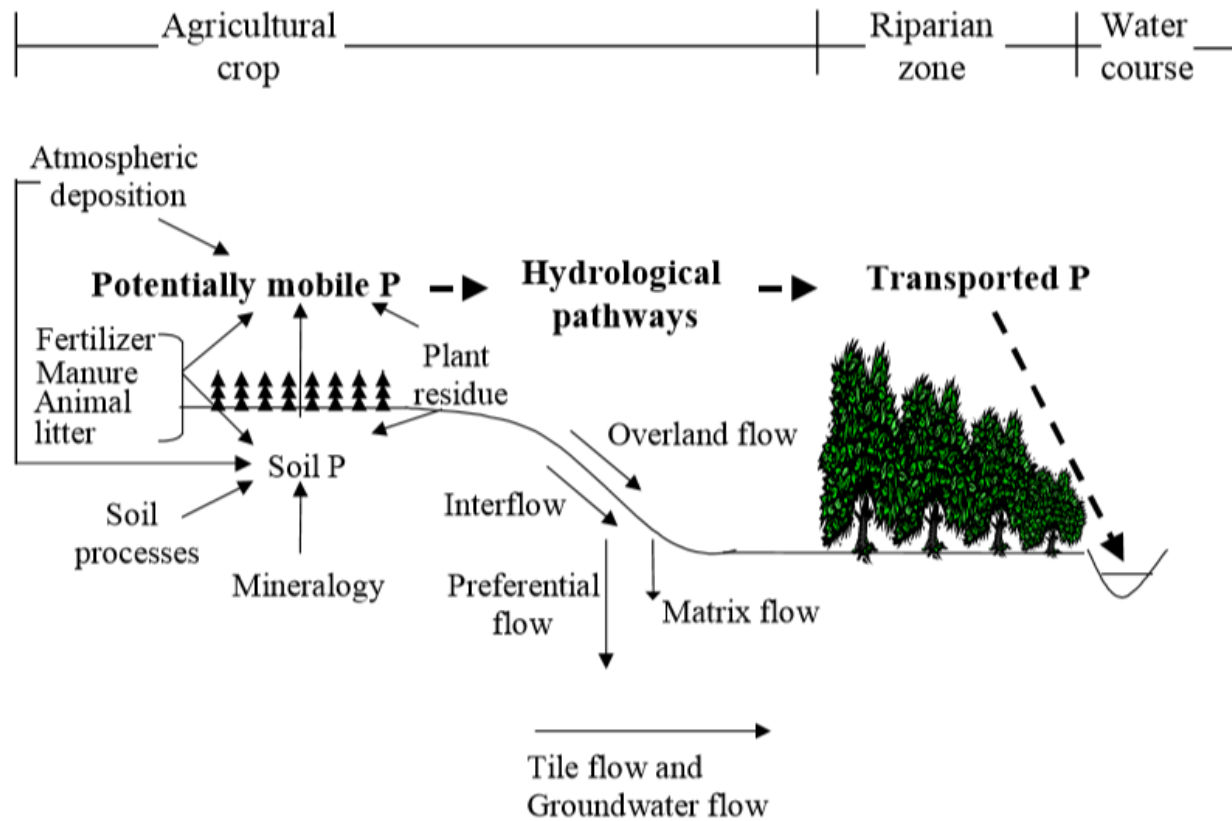 Agricultural
crop
Riparian
zone
Water
course
Atmospheric
deposition
Potentially mobile P
Hydrological
pathways
Transported P
Fertilizer
Manure
Animal
litter
Plant
residue
Overland flow
Soil P
Interflow
Soil
processes
Mineralogy
Preferential
flow
Matrix flow
Tile flow and
Groundwater flow